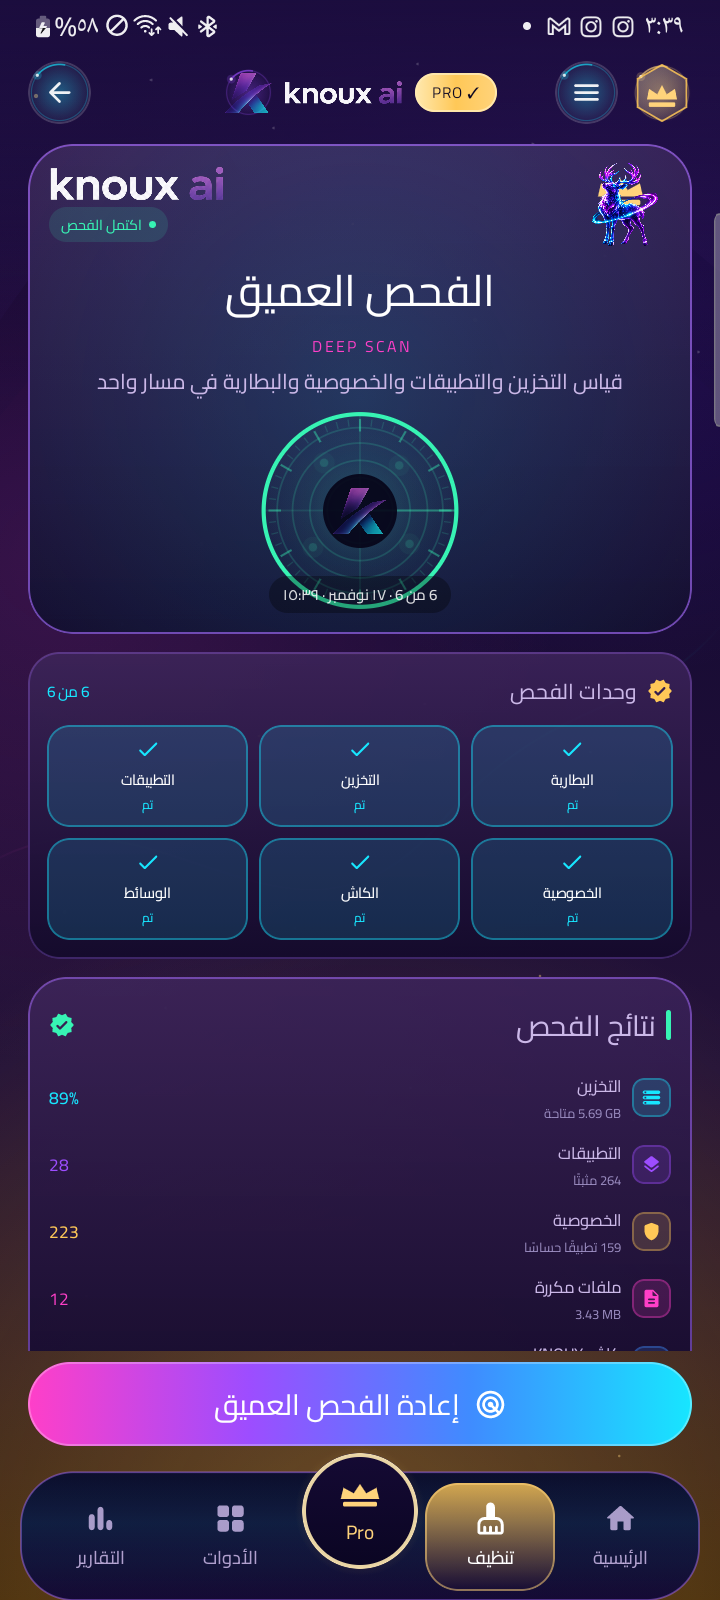 %٥٨
٣:٣٩
knoux ai
PRO ✓
knoux ai
اكتمل الفحص
الفحص العميق
DEEP SCAN
قياس التخزين والتطبيقات والخصوصية والبطارية في مسار واحد
6 من 6 · ١٧ نوفمبر · ١٥:٣٩
وحدات الفحص
6 من 6
البطارية
تم
التخزين
تم
التطبيقات
تم
الخصوصية
تم
الكاش
تم
الوسائط
تم
نتائج الفحص
التخزين
5.69 GB متاحة
89%
التطبيقات
264 مثبتًا
28
الخصوصية
159 تطبيقًا حساسًا
223
ملفات مكررة
3.43 MB
12
إعادة الفحص العميق
الرئيسية
تنظيف
Pro
الأدوات
التقارير